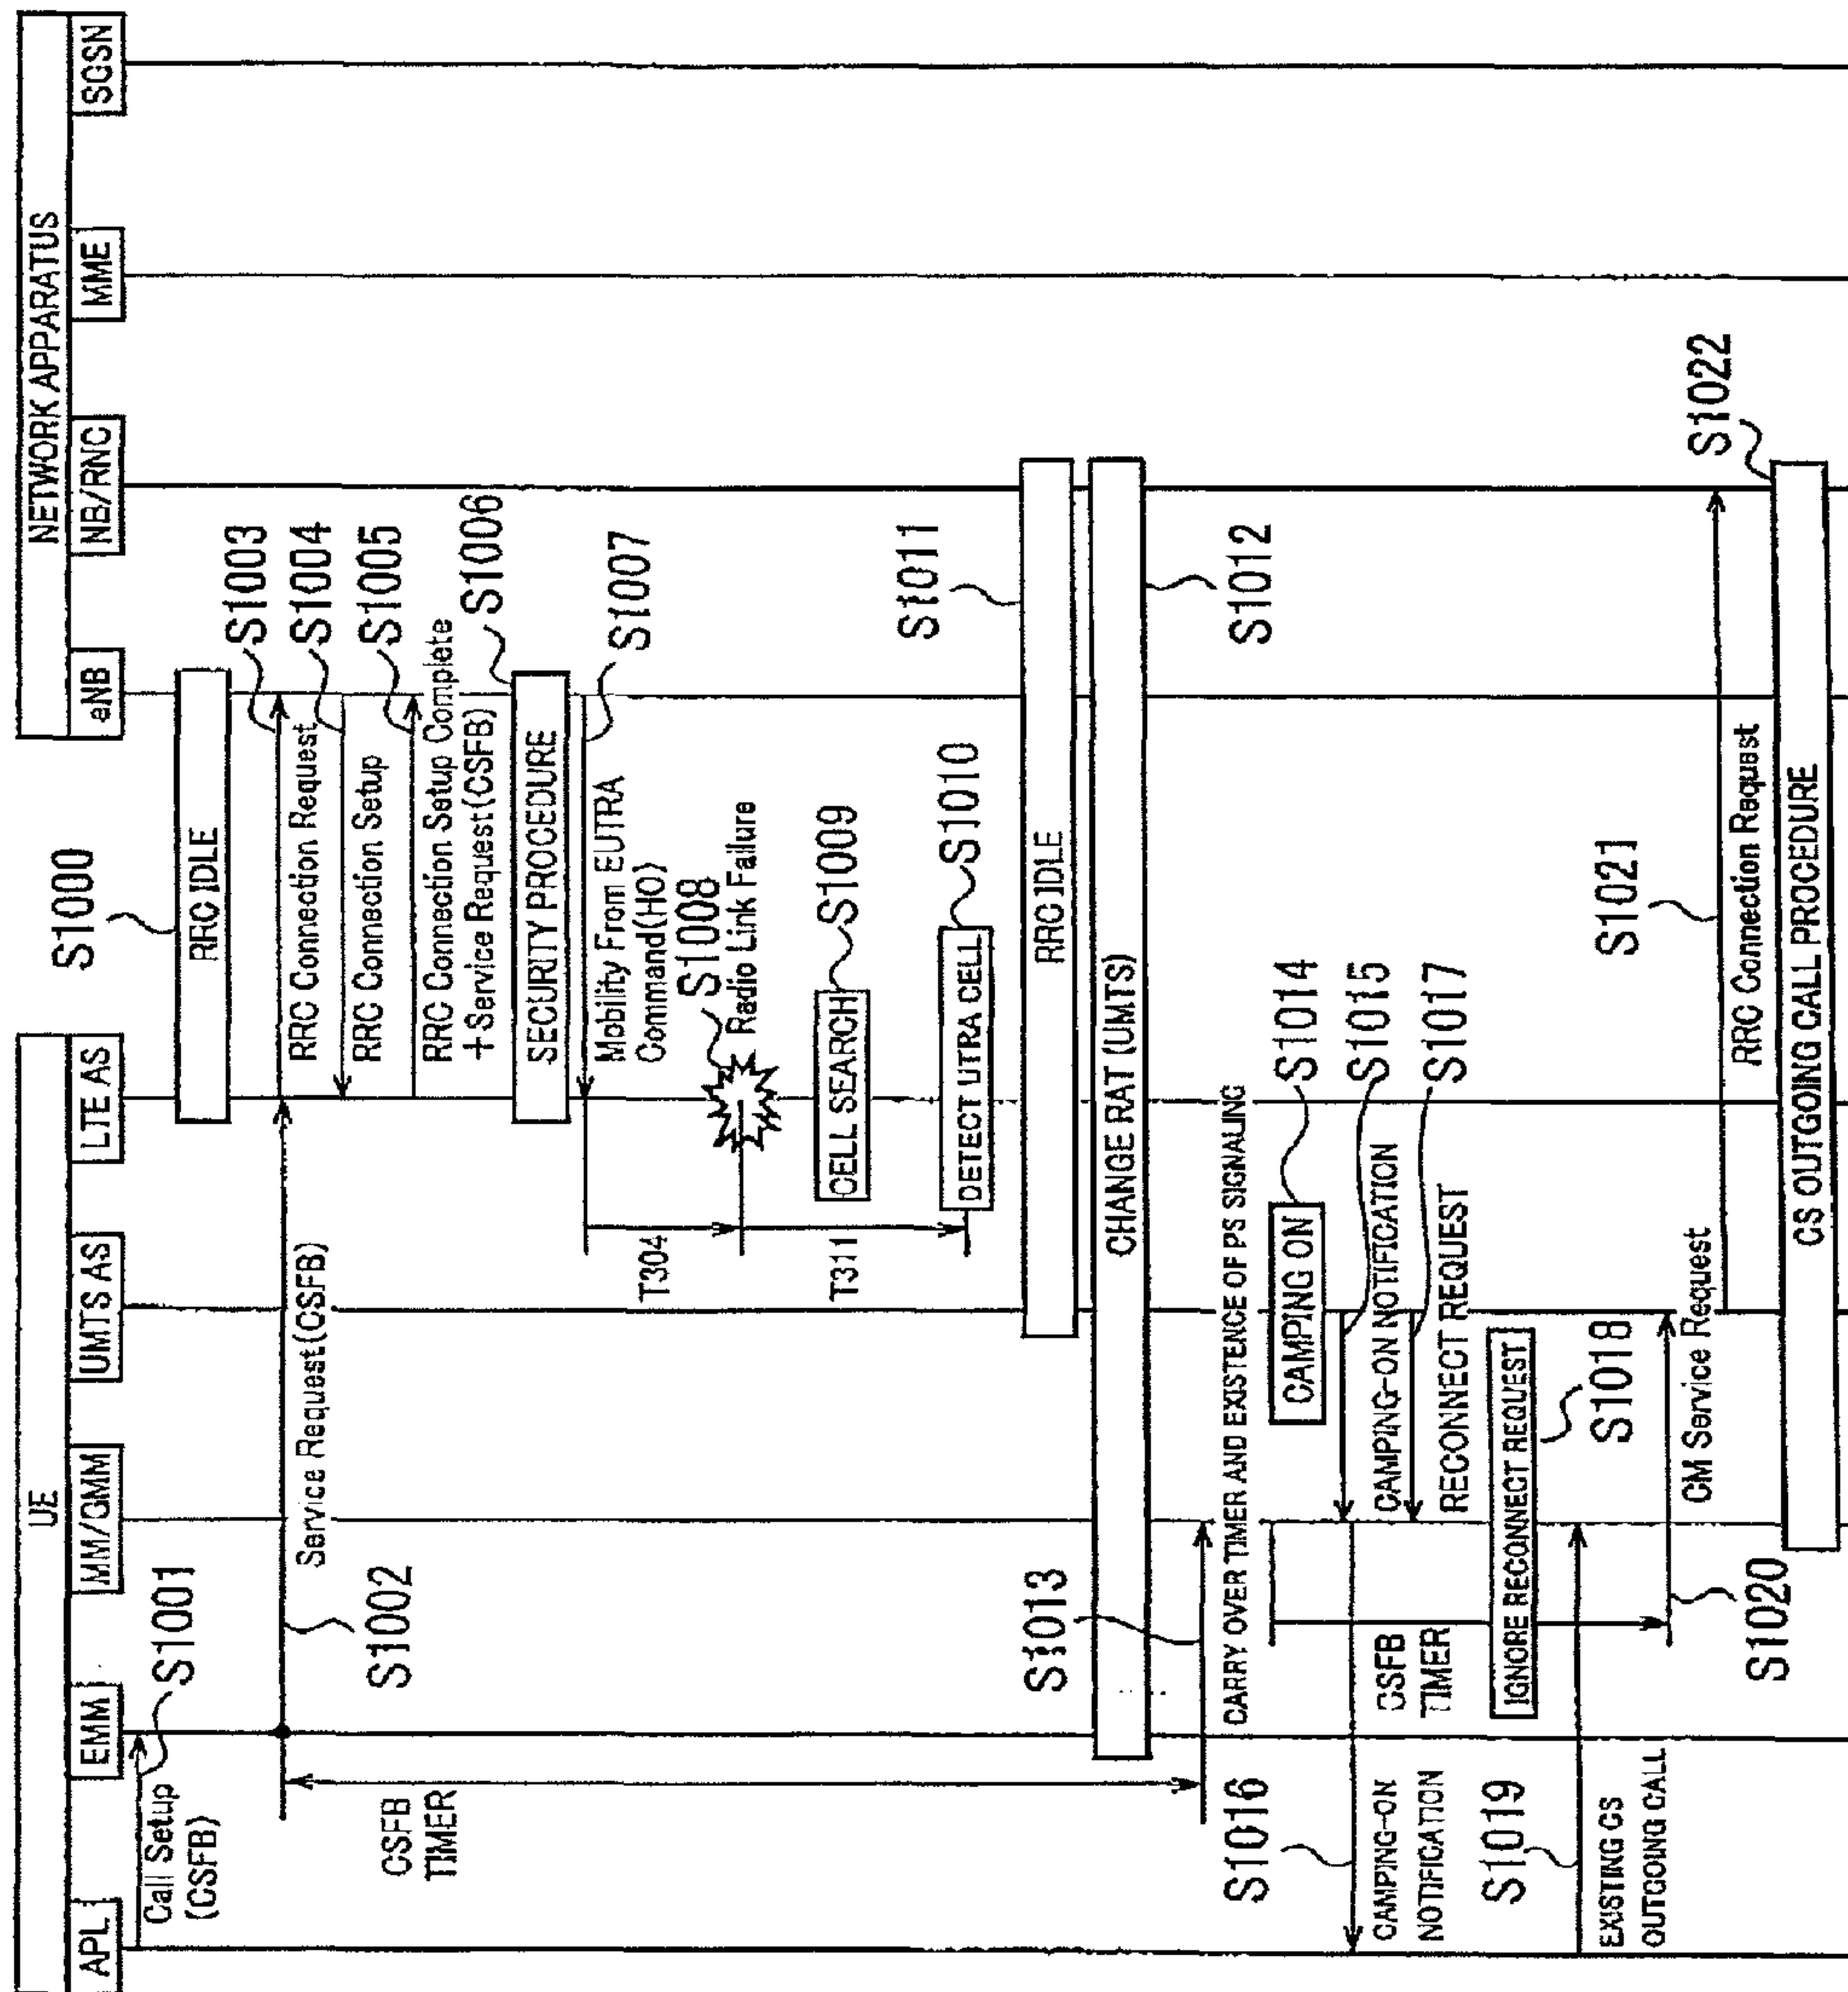 UE
NETWORK APPARATUS
APL
EMM
MM/GMM
UMTS AS
LTE AS
eNB
NB/RNC
MME
SGSN
S1000
RRC IDLE
Call Setup
(CSFB)
S1001
Service Request(CSFB)
S1002
RRC Connection Request
S1003
RRC Connection Setup
S1004
RRC Connection Setup Complete
+Service Request(CSFB)
S1005
SECURITY PROCEDURE
S1006
Mobility From EUTRA
Command(HO)
S1007
S1008
Radio Link Failure
T304
CELL SEARCH
S1009
T311
DETECT UTRA CELL
S1010
CSFB
TIMER
RRC IDLE
S1011
CHANGE RAT (UMTS)
S1012
S1013
CARRY OVER TIMER AND EXISTENCE OF PS SIGNALING
CAMPING ON
S1014
S1015
CAMPING-ON NOTIFICATION
S1016
CAMPING-ON
NOTIFICATION
S1017
RECONNECT REQUEST
CSFB
TIMER
IGNORE RECONNECT REQUEST
S1018
S1019
EXISTING CS
OUTGOING CALL
CM Service Request
S1020
S1021
RRC Connection Request
CS OUTGOING CALL PROCEDURE
S1022